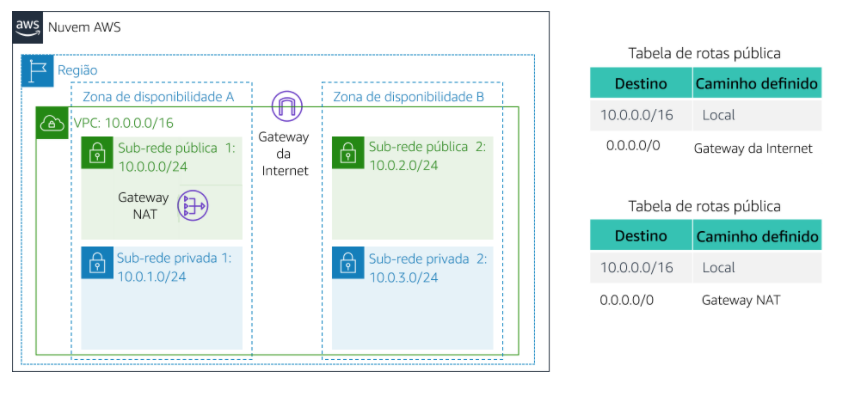 aws
Nuvem AWS
Região
Zona de disponibilidade A
Zona de disponibilidade B
VPC: 10.0.0.0/16
Gateway
da
Internet
Sub-rede pública 1:
10.0.0.0/24
Gateway
NAT
Sub-rede pública 2:
10.0.2.0/24
Sub-rede privada 1:
10.0.1.0/24
Sub-rede privada 2:
10.0.3.0/24
Tabela de rotas pública
Destino Caminho definido
10.0.0.0/16 Local
0.0.0.0/0 Gateway da Internet
Tabela de rotas pública
Destino Caminho definido
10.0.0.0/16 Local
0.0.0.0/0 Gateway NAT